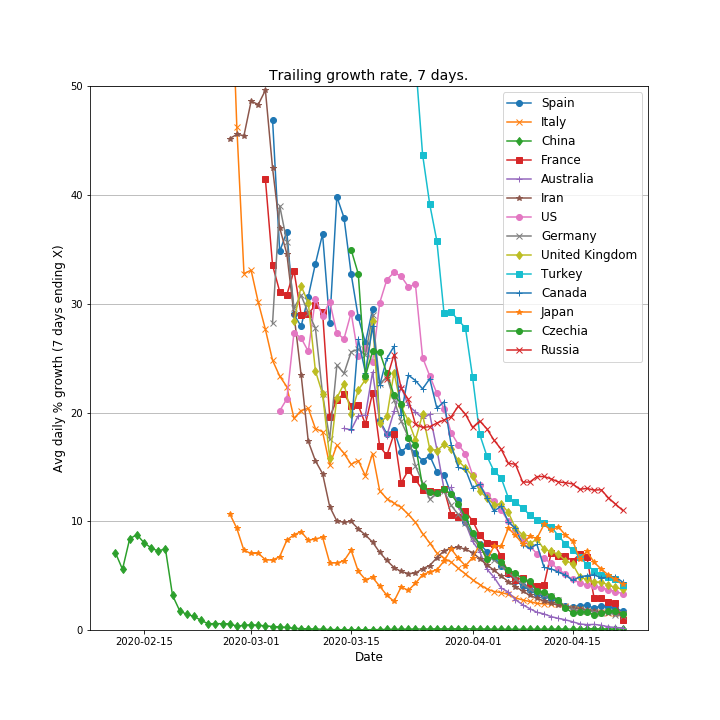 Trailing growth rate, 7 days.
50
40
30
20
10
0
Avg daily % growth (7 days ending X)
Spain
Italy
China
France
Australia
Iran
US
Germany
United Kingdom
Turkey
Canada
Japan
Czechia
Russia
2020-02-15
2020-03-01
2020-03-15
2020-04-01
2020-04-15
Date